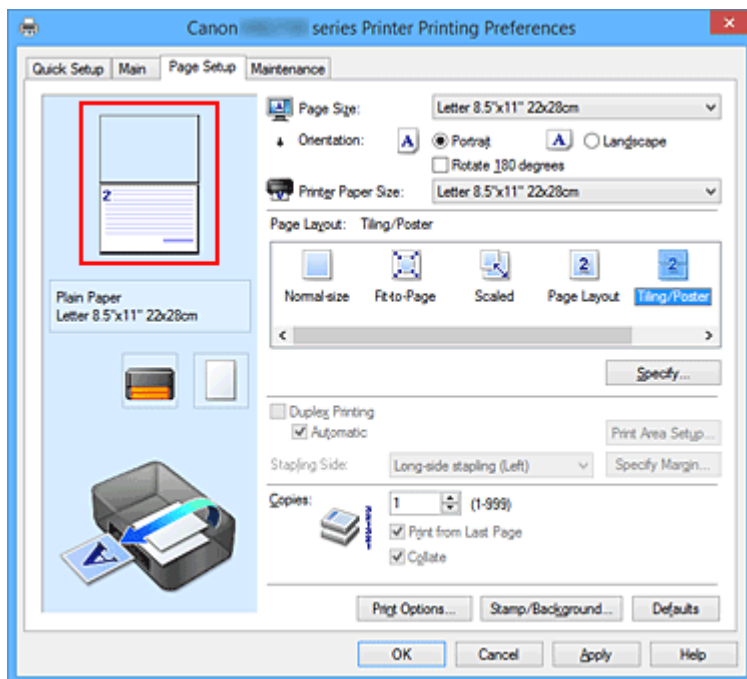 Canon series Printer Printing Preferences
Quick Setup Main Page Setup Maintenance
Page Size: Letter 8.5"x11" 22x28cm
Orientation: A Portrait A Landscape
Rotate 180 degrees
Printer Paper Size: Letter 8.5"x11" 22x28cm
Page Layout: Tiling/Poster
2
2
2
Normal-size Fit-to-Page Scaled Page Layout Tiling/Poster
Plain Paper
Letter 8.5"x11" 22x28cm
Specify...
Duplex Printing
Automatic
Print Area Setup...
Stapling Side: Long-side stapling (Left) Specify Margin...
Copies: 1 (1-999)
Print from Last Page
Collate
A
Print Options... Stamp/Background... Defaults
OK Cancel Apply Help